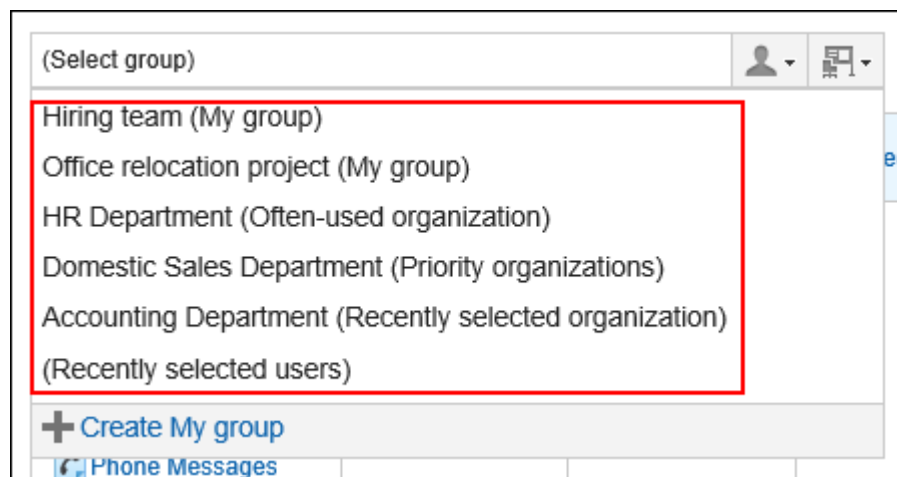 (Select group)
Hiring team (My group)
Office relocation project (My group)
HR Department (Often-used organization)
Domestic Sales Department (Priority organizations)
Accounting Department (Recently selected organization)
(Recently selected users)
Create My group
Phone Messages